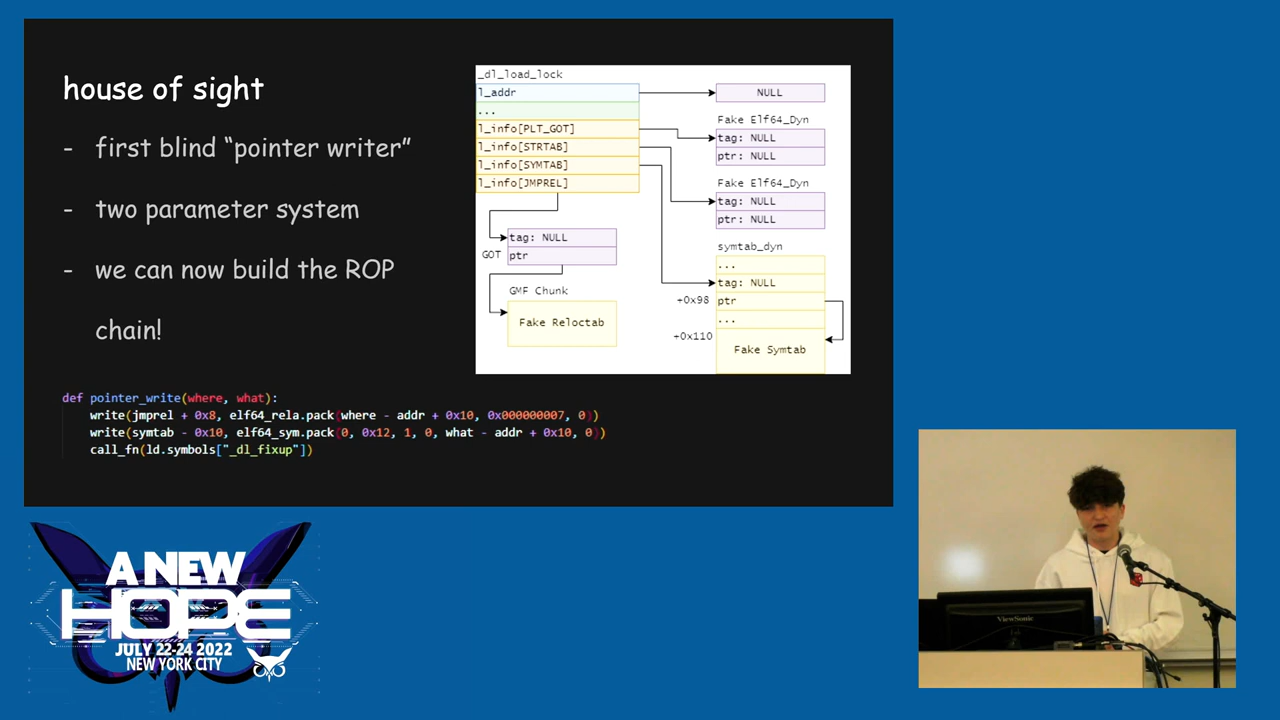 house of sight
- first blind “pointer writer”
- two parameter system
- we can now build the ROP
chain!
_dl_load_lock
l_addr
...
l_info[PLT_GOT]
l_info[STRTAB]
l_info[SYMTAB]
l_info[JMPREL]
NULL
Fake Elf64_Dyn
tag: NULL
ptr: NULL
Fake Elf64_Dyn
tag: NULL
ptr: NULL
symtab_dyn
...
tag: NULL
+0x98 ptr
...
+0x110
Fake Symtab
tag: NULL
GOT ptr
GMF Chunk
Fake Reloctab
def pointer_write(where, what):
write(jmprel + 0x8, elf64_rela.pack(where - addr + 0x10, 0x000000007, 0))
write(symtab - 0x10, elf64_sym.pack(0, 0x12, 1, 0, what - addr + 0x10, 0))
call_fn(ld.symbols["_dl_fixup"])
A NEW
HOPE
JULY 22-24 2022
NEW YORK CITY
ViewSonic